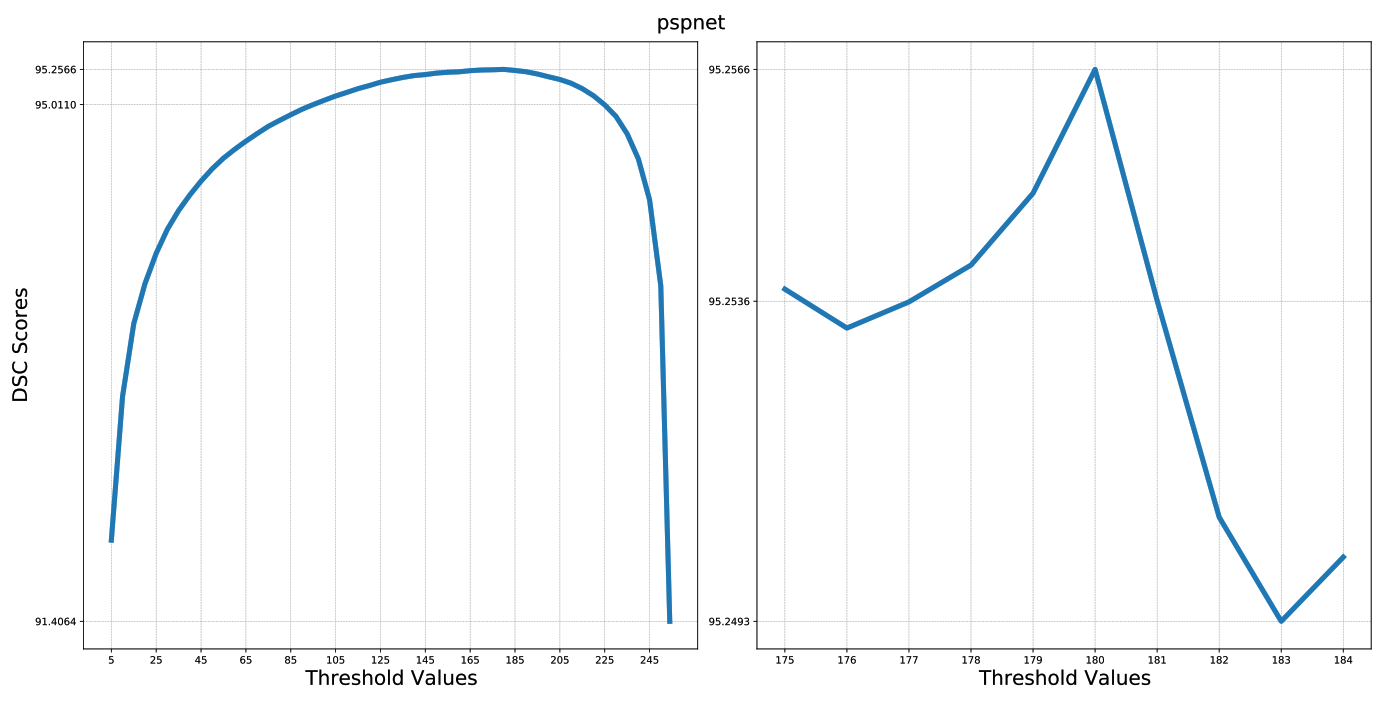 pspnet
DSC Scores
95.2566
95.0110
91.4064
5 25 45 65 85 105 125 145 165 185 205 225 245
Threshold Values
95.2566
95.2536
95.2493
175 176 177 178 179 180 181 182 183 184
Threshold Values